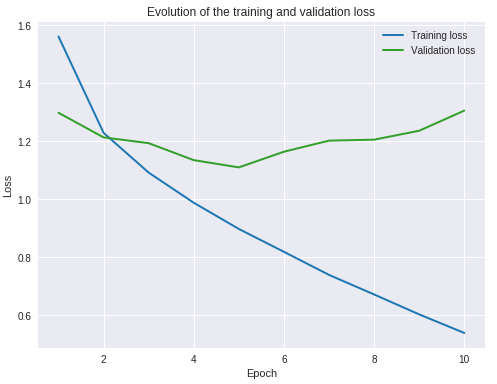 Evolution of the training and validation loss
1.6
1.4
1.2
1.0
0.8
0.6
Loss
Training loss
Validation loss
2
4
6
8
10
Epoch